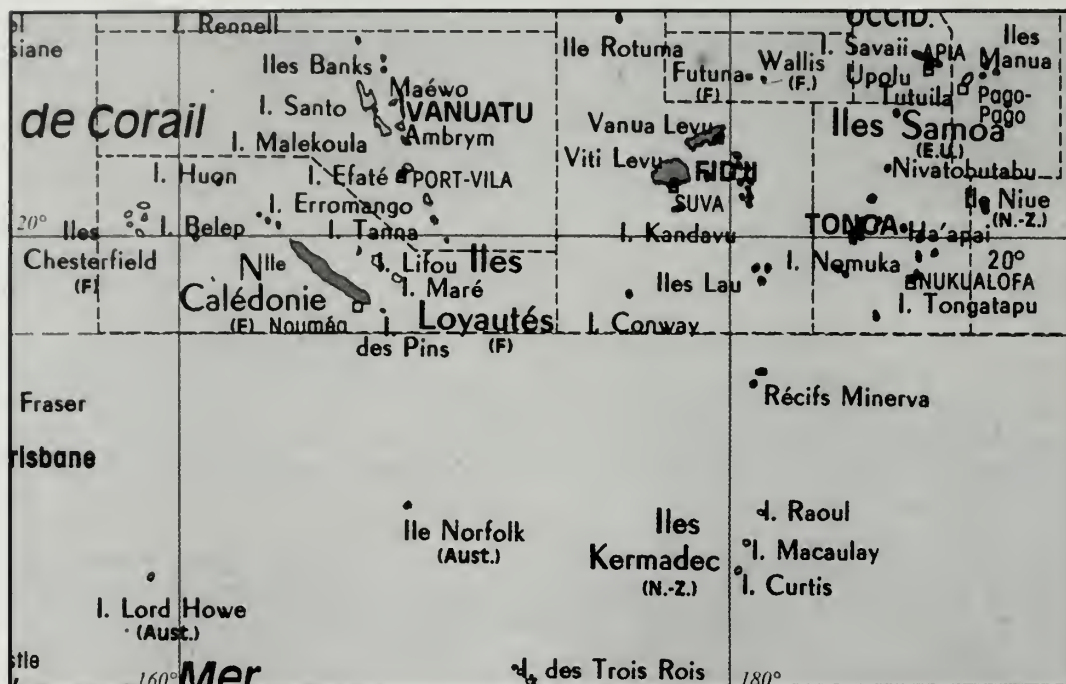 I. Rennell
OCCID.
siane
Iles Banks
Ile Rotuma
I. Savaii
APIA
Iles
Manua
Futuna
(F)
Wallis
(F.)
Upolu
Tutuila
Pago-
Pago
Maéwo
I. Santo
VANUATU
de Corail
Ambrym
I. Malekoula
Vanua Levu
Iles Samoa
(E.U.)
Viti Levu
FIDJI
Nivatobutabu
I. Huon
I. Efaté
PORT-VILA
SUVA
Ile Niue
(N.-Z.)
I. Erromango
20°
Iles
Chesterfield
(F)
I. Belep
I. Tanna
I. Kandavu
TONGA
Ha'apai
Nlle
Calédonie
(F) Nouméa
I. Lifou
I. Maré
Iles
Loyautés
(F)
Iles Lau
I. Nomuka
20°
NUKUALOFA
I. Tongatapu
I.
des Pins
I. Conway
Fraser
Récifs Minerva
risbane
Ile Norfolk
(Aust.)
Iles
Kermadec
(N.-Z.)
I. Raoul
I. Macaulay
I. Curtis
I. Lord Howe
(Aust.)
stle
160°
Mer
I. des Trois Rois
180°